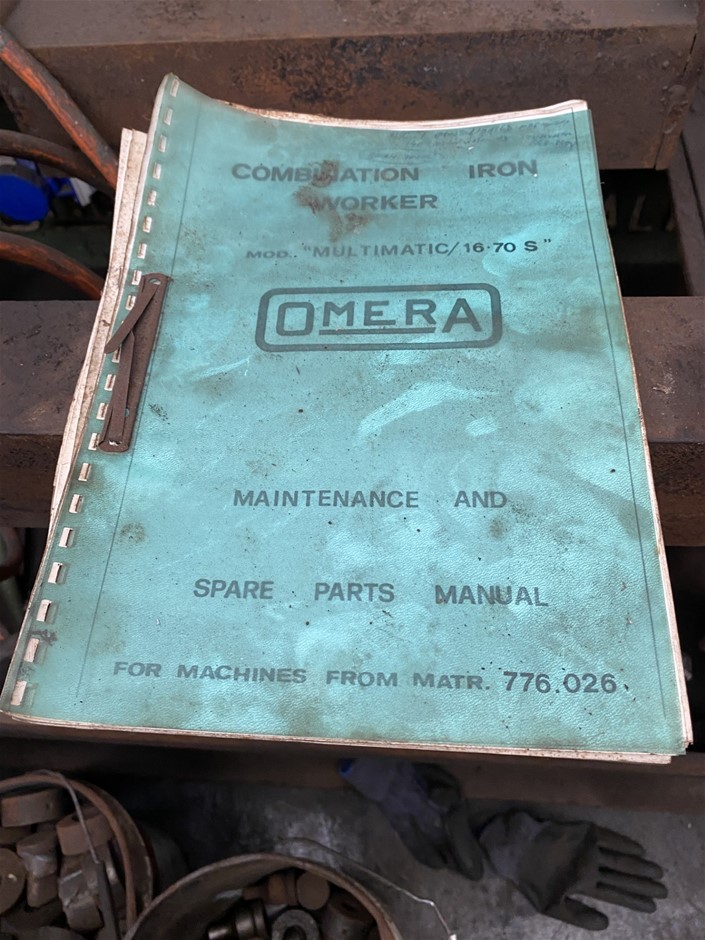 COMBINATION IRON
WORKER
MOD. "MULTIMATIC/16·70 S"
OMERA
MAINTENANCE AND
SPARE PARTS MANUAL
FOR MACHINES FROM MATR. 776.026.